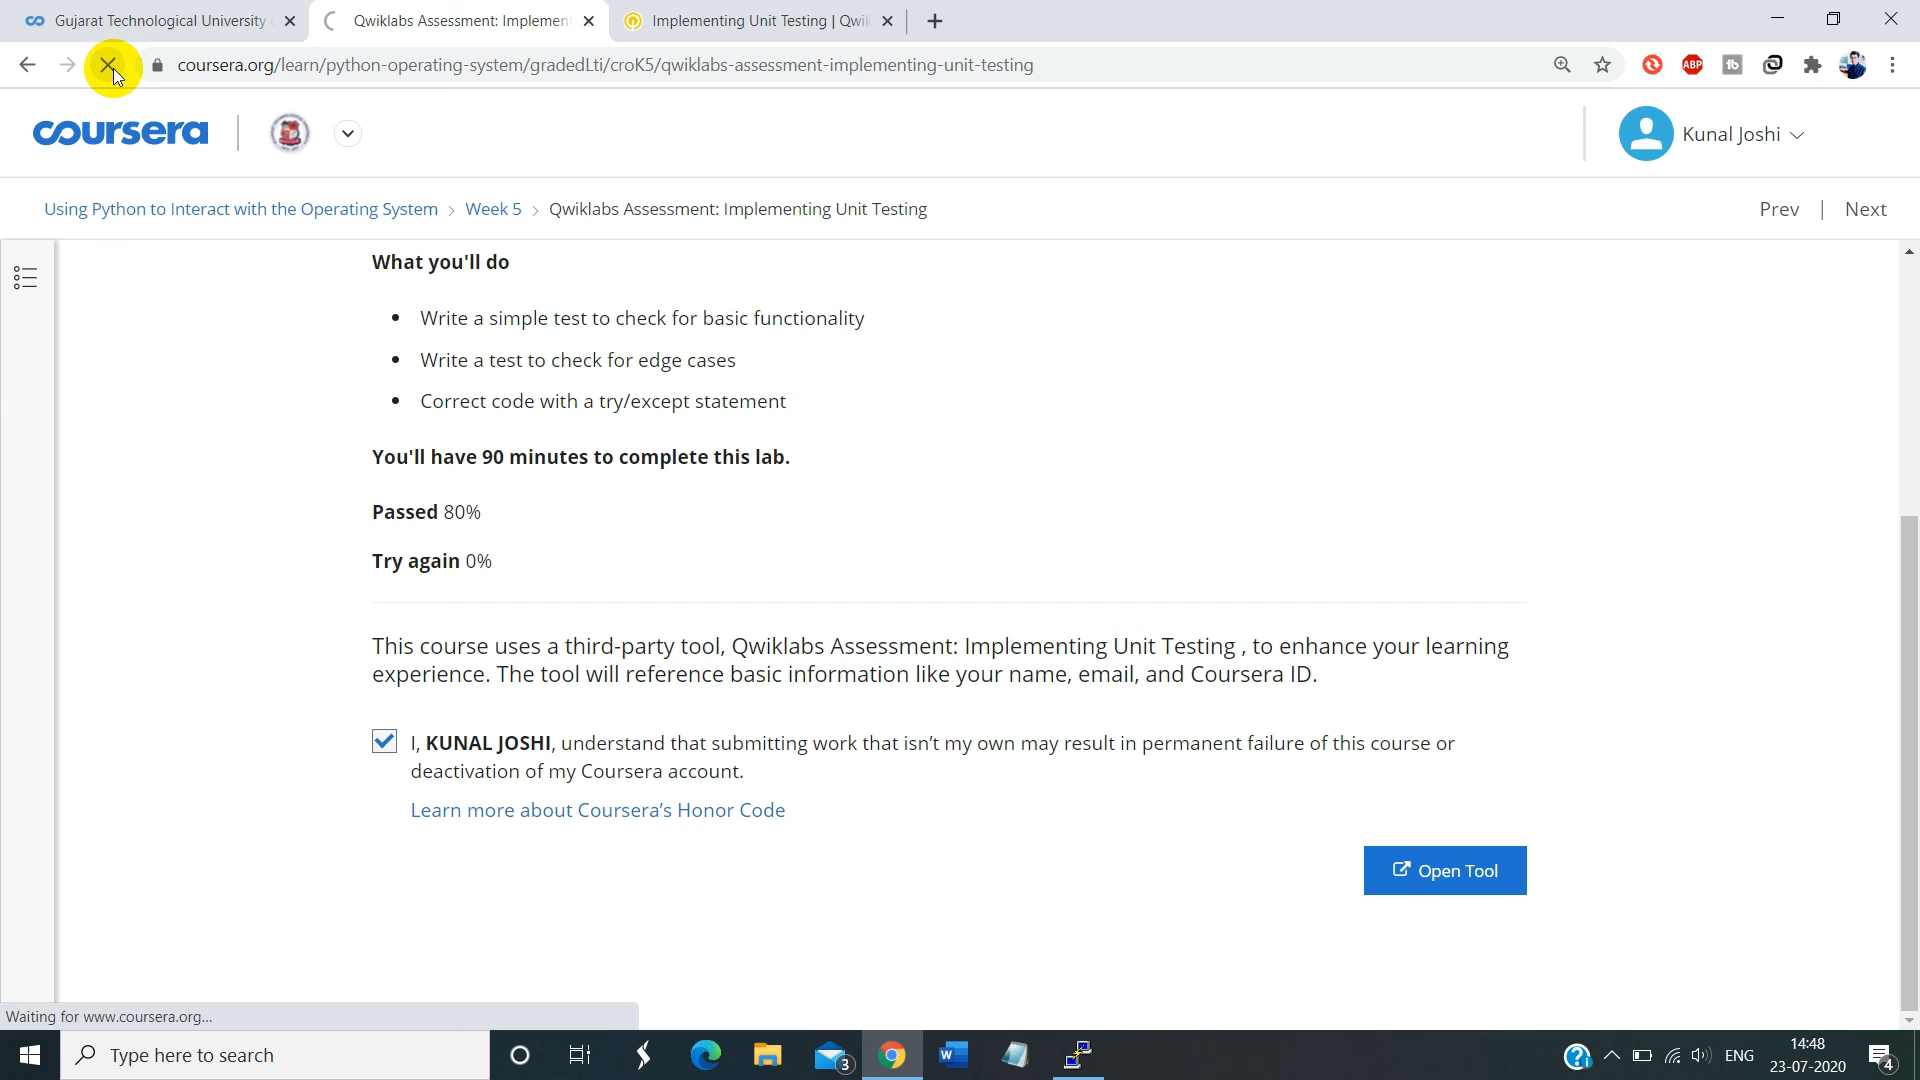 Gujarat Technological University
Qwiklabs Assessment: Implemen
Implementing Unit Testing | Qwi
coursera.org/learn/python-operating-system/gradedLti/croK5/qwiklabs-assessment-implementing-unit-testing
ABP
tb
coursera
Kunal Joshi
Using Python to Interact with the Operating System > Week 5 > Qwiklabs Assessment: Implementing Unit Testing
Prev | Next
What you'll do
• Write a simple test to check for basic functionality
• Write a test to check for edge cases
• Correct code with a try/except statement
You'll have 90 minutes to complete this lab.
Passed 80%
Try again 0%
This course uses a third-party tool, Qwiklabs Assessment: Implementing Unit Testing , to enhance your learning
experience. The tool will reference basic information like your name, email, and Coursera ID.
I, KUNAL JOSHI, understand that submitting work that isn’t my own may result in permanent failure of this course or
deactivation of my Coursera account.
Learn more about Coursera’s Honor Code
Open Tool
Waiting for www.coursera.org...
Type here to search
3
W
ENG
14:48
23-07-2020
4